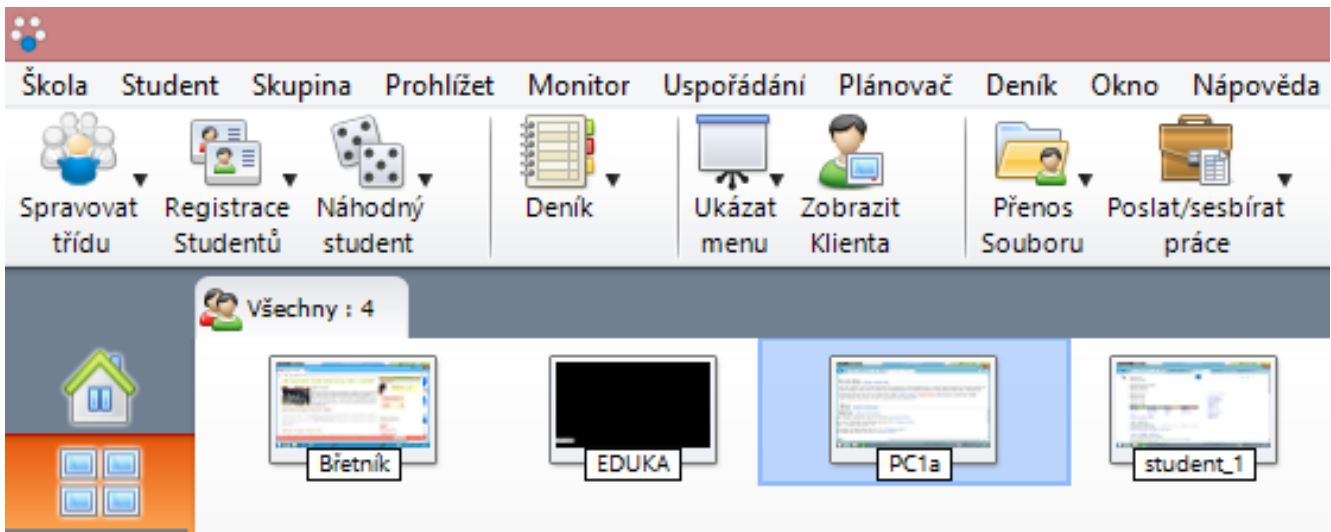 Škola Student Skupina Prohlížet Monitor Uspořádání Plánovač Deník Okno Nápověda
Spravovat třídu
Registrace Studentů
Náhodný student
Deník
Ukázat menu
Zobrazit Klienta
Přenos Souboru
Poslat/sesbírat práce
Všechny : 4
Břetník
EDUKA
PC1a
student_1